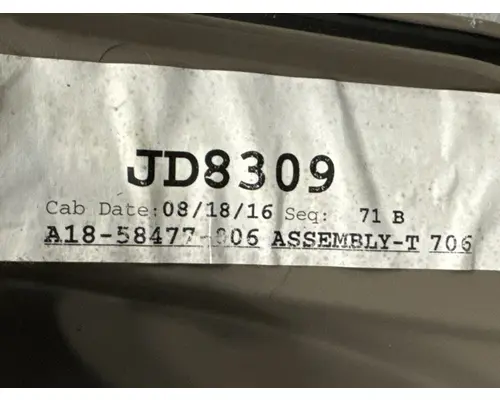 JD8309
Cab Date:08/18/16 Seq: 71 B
A18-58477-006 ASSEMBLY-T 706